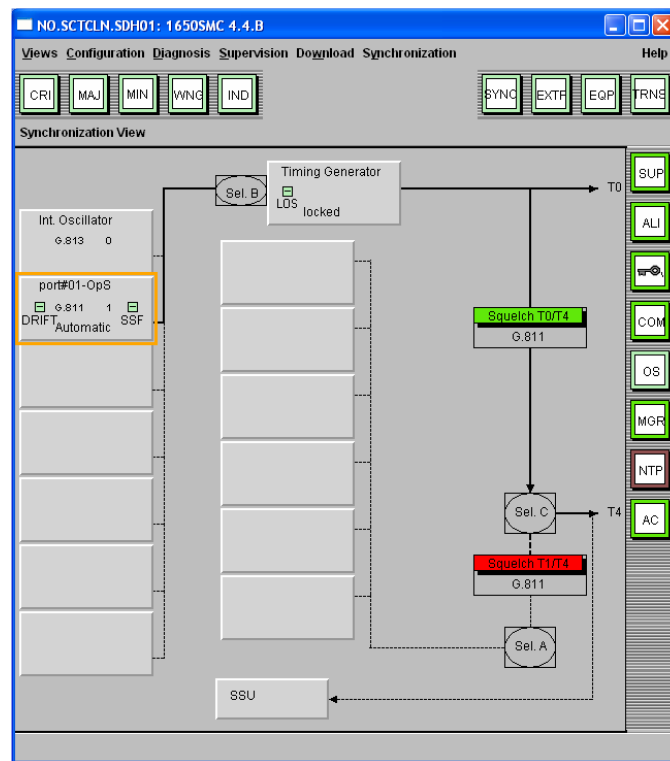 NO.SCTCLN.SDH01: 1650SMC 4.4.B
Views Configuration Diagnosis Supervision Download Synchronization Help
CRI MAJ MIN WNG IND SYNC EXTP EQP TRNS
Synchronization View
Timing Generator
Sel. B
LOS
locked
T0
SUP
Int. Oscillator
G.813 0
ALI
port#01-OpS
G.811 1
DRIFT Automatic SSF
Squelch T0/T4
G.811
COM
OS
MGR
NTP
Sel. C
T4
AC
Squelch T1/T4
G.811
Sel. A
SSU